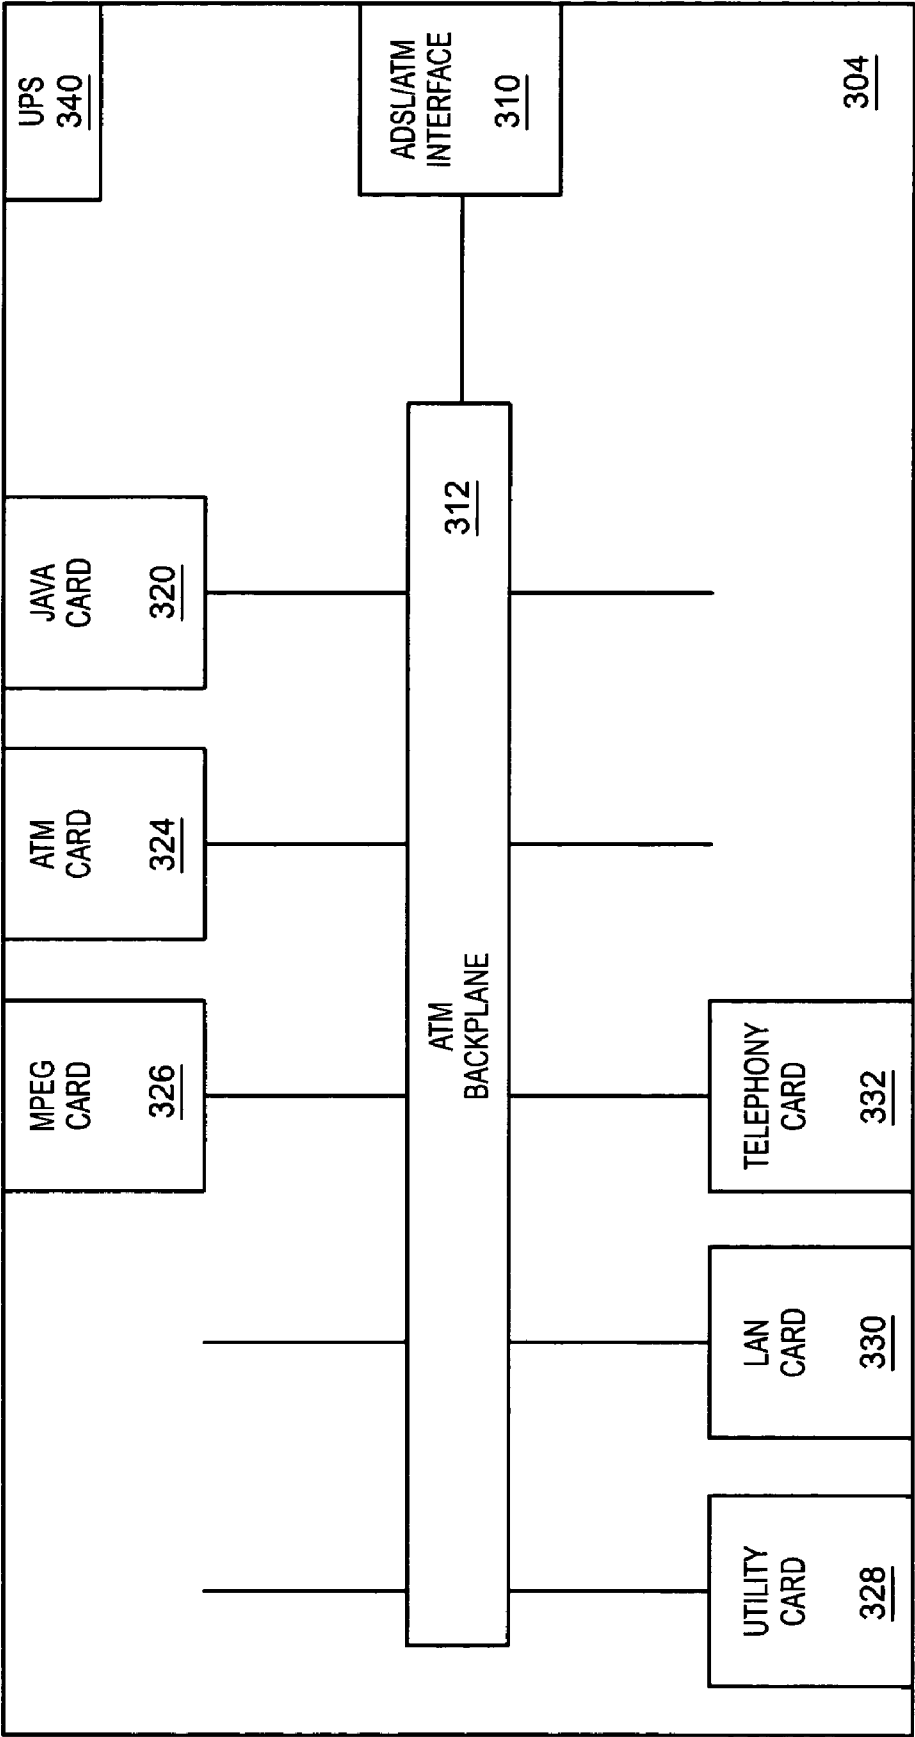 UPS
340
ADSL/ATM
INTERFACE
310
304
JAVA
CARD
320
312
ATM
CARD
324
MPEG
CARD
326
ATM
BACKPLANE
TELEPHONY
CARD
332
LAN
CARD
330
UTILITY
CARD
328